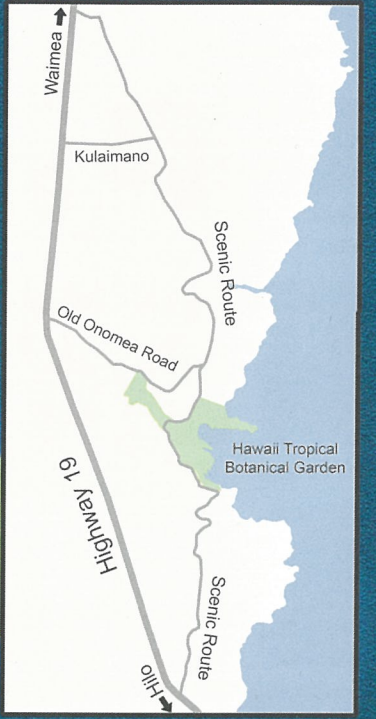 Waimea
Kulaimano
Scenic Route
Old Onomea Road
Hawaii Tropical
Botanical Garden
Highway 19
Scenic Route
Hilo